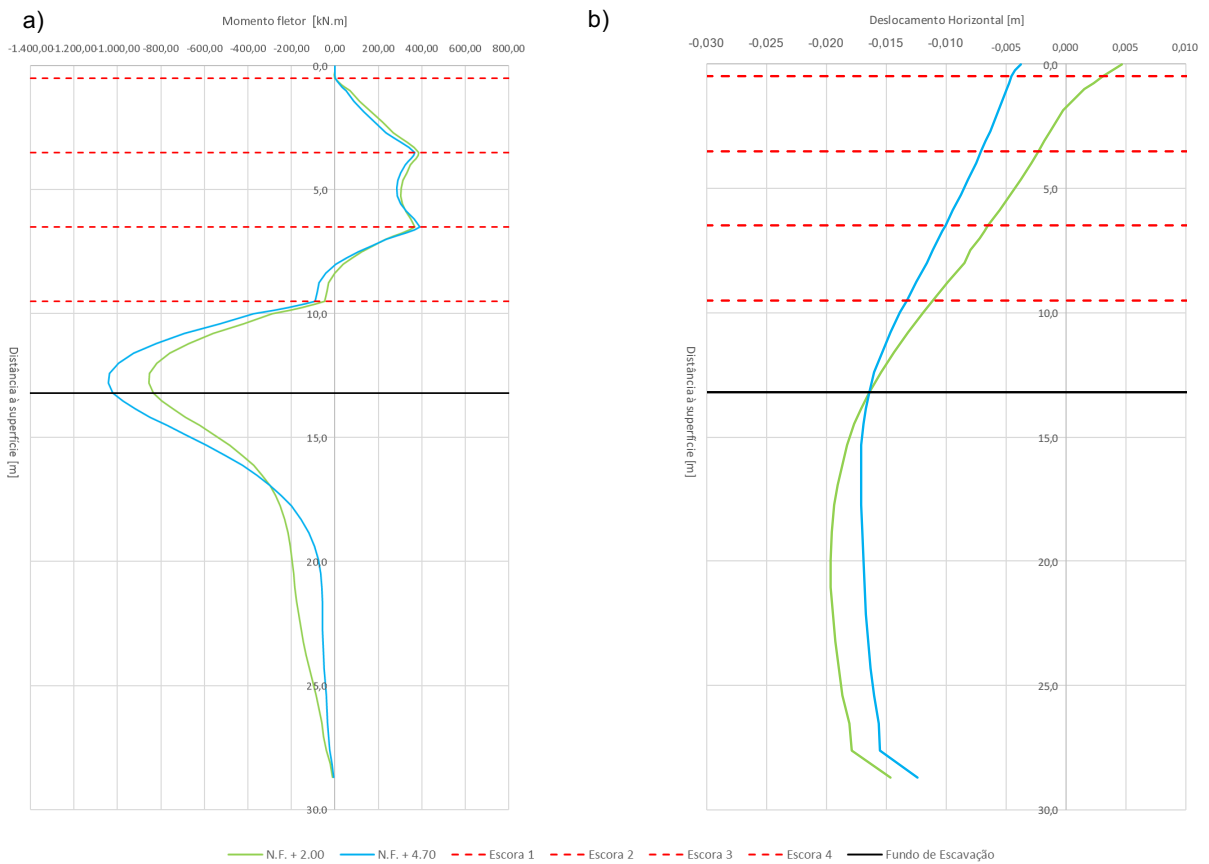 a)
Momento fletor [kN.m]
-1.400,00 -1.200,00 -1.000,00 -800,00 -600,00 -400,00 -200,00 0,00 200,00 400,00 600,00 800,00
0,0
5,0
10,0
15,0
20,0
25,0
30,0
Distância à superfície [m]
b)
Deslocamento Horizontal [m]
-0,030 -0,025 -0,020 -0,015 -0,010 -0,005 0,000 0,005 0,010
0,0
5,0
10,0
15,0
20,0
25,0
30,0
Distância à superfície [m]
N.F. + 2.00 N.F. + 4.70 Escora 1 Escora 2 Escora 3 Escora 4 Fundo de Escavação